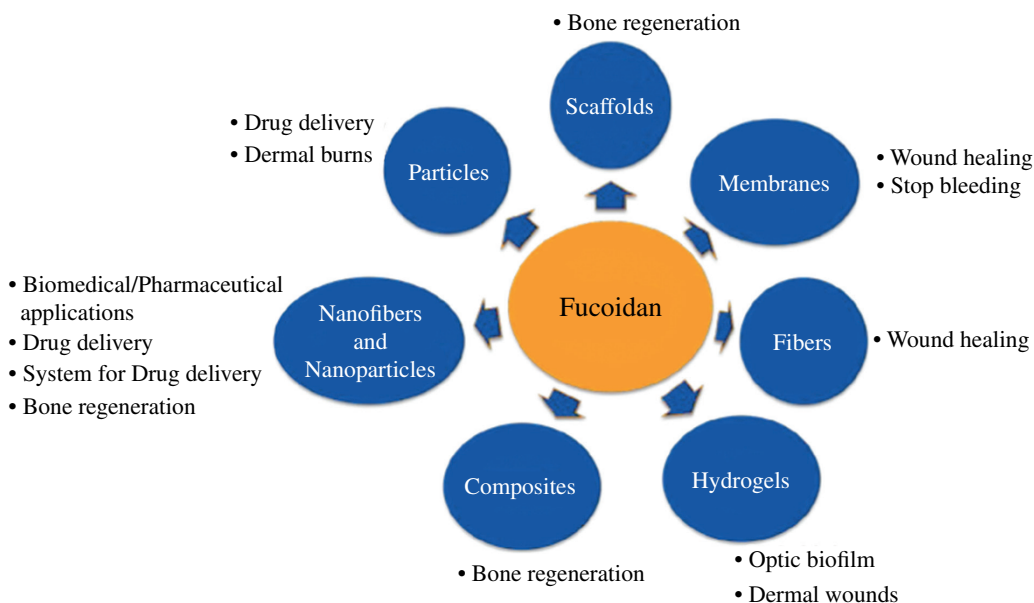 • Bone regeneration
Scaffolds
• Drug delivery
• Dermal burns
Particles
Membranes
• Wound healing
• Stop bleeding
• Biomedical/Pharmaceutical
applications
• Drug delivery
• System for Drug delivery
• Bone regeneration
Nanofibers
and
Nanoparticles
Fucoidan
Fibers
• Wound healing
Composites
• Bone regeneration
Hydrogels
• Optic biofilm
• Dermal wounds